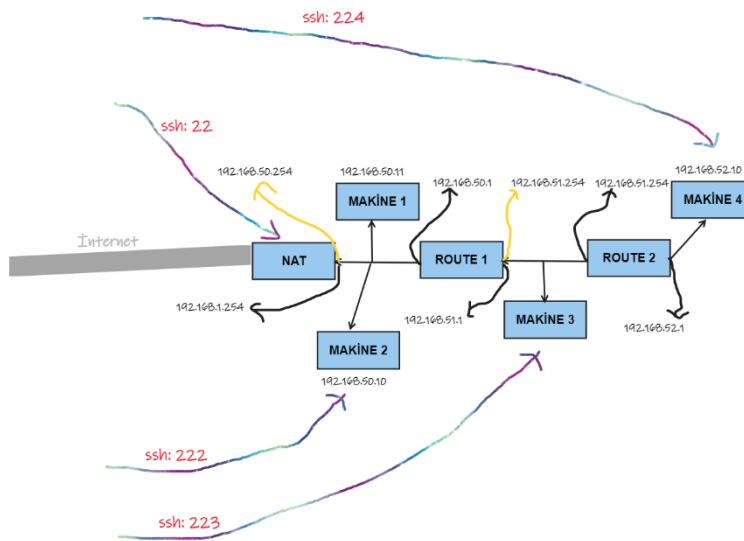 ssh: 224
ssh: 22
192.168.50.254
192.168.50.11
192.168.50.1
192.168.51.254
192.168.51.254
192.168.52.10
MAKİNE 1
MAKİNE 4
İnternet
NAT
ROUTE 1
ROUTE 2
192.168.1.254
192.168.51.1
MAKİNE 3
192.168.52.1
MAKİNE 2
192.168.50.10
ssh: 222
ssh: 223